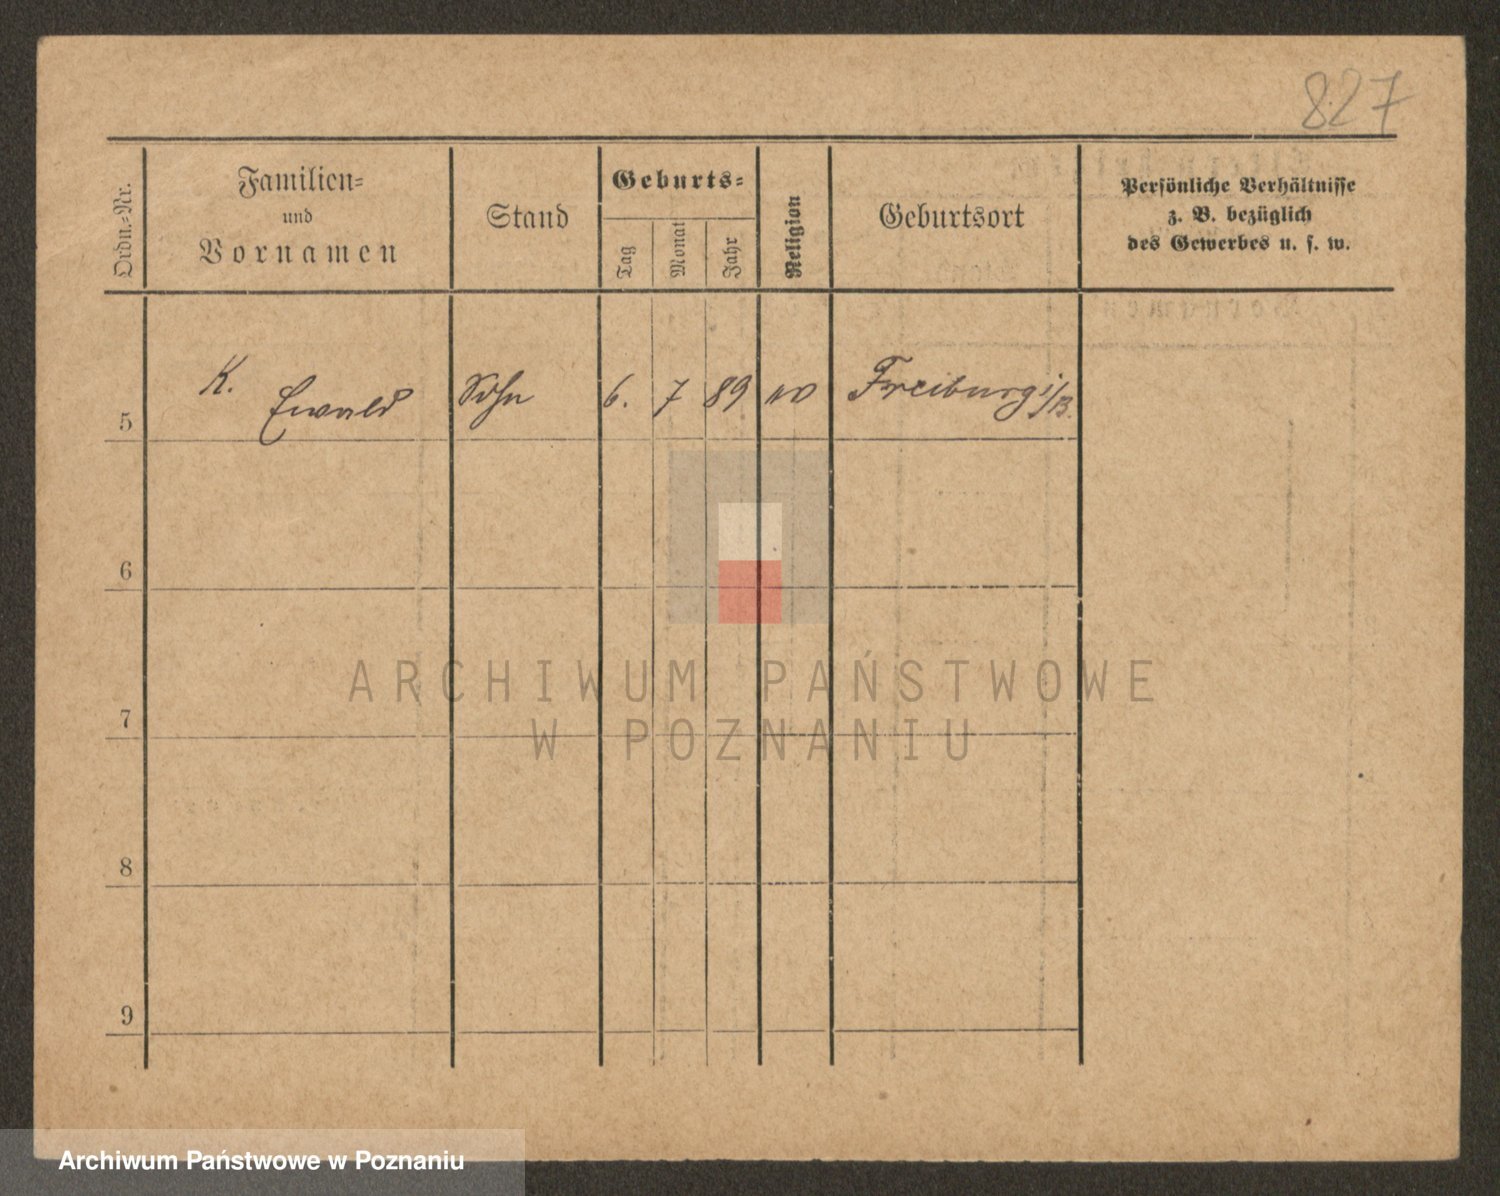 827
Ordn.-Nr.
Familien-
und
Vornamen
Stand
Geburts-
Tag
Monat
Jahr
Religion
Geburtsort
Persönliche Verhältnisse
z. B. bezüglich
des Gewerbes u. s. w.
5 K. Ewald Sohn 6. 7 89 Freiburg i/B.
6
7
8
9
ARCHIWUM PAŃSTWOWE
W POZNANIU
Archiwum Państwowe w Poznaniu